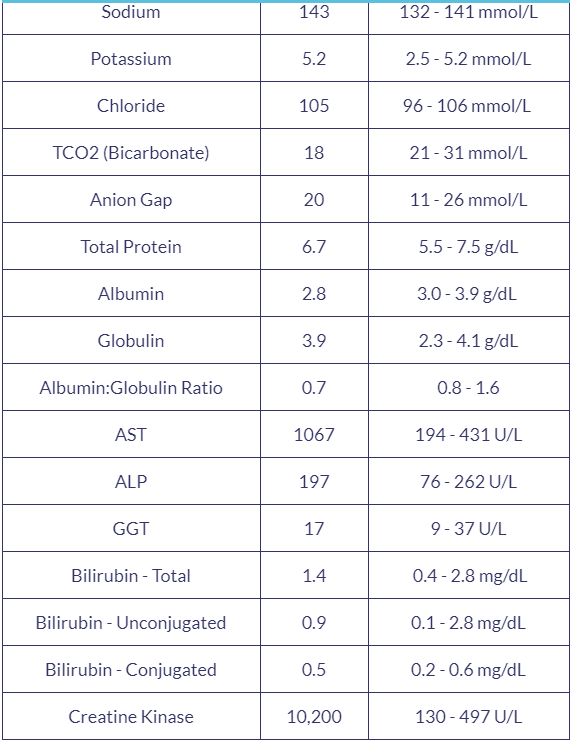 Sodium 143 132 - 141 mmol/L
Potassium 5.2 2.5 - 5.2 mmol/L
Chloride 105 96 - 106 mmol/L
TCO2 (Bicarbonate) 18 21 - 31 mmol/L
Anion Gap 20 11 - 26 mmol/L
Total Protein 6.7 5.5 - 7.5 g/dL
Albumin 2.8 3.0 - 3.9 g/dL
Globulin 3.9 2.3 - 4.1 g/dL
Albumin:Globulin Ratio 0.7 0.8 - 1.6
AST 1067 194 - 431 U/L
ALP 197 76 - 262 U/L
GGT 17 9 - 37 U/L
Bilirubin - Total 1.4 0.4 - 2.8 mg/dL
Bilirubin - Unconjugated 0.9 0.1 - 2.8 mg/dL
Bilirubin - Conjugated 0.5 0.2 - 0.6 mg/dL
Creatine Kinase 10,200 130 - 497 U/L